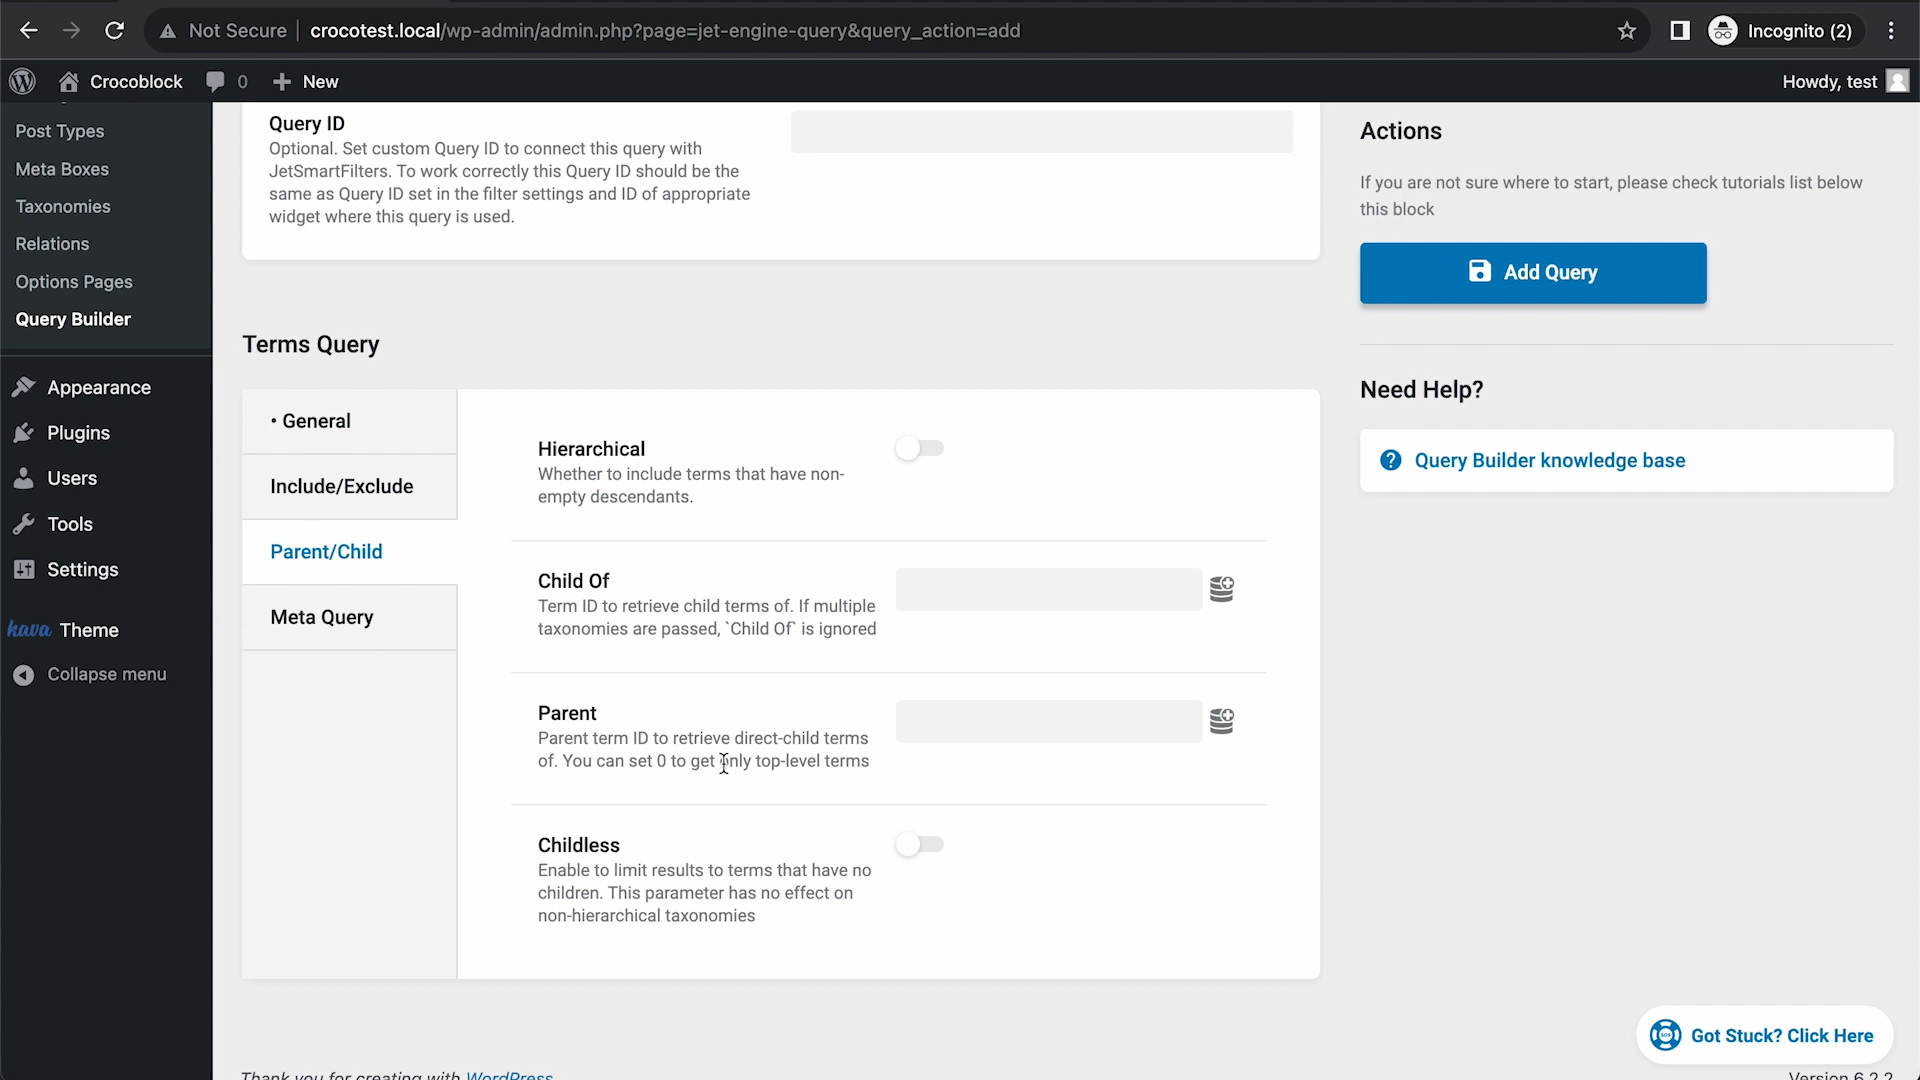 Not Secure
crocotest.local/wp-admin/admin.php?page=jet-engine-query&query_action=add
Incognito (2)
Crocoblock
0
New
Howdy, test
Post Types
Meta Boxes
Taxonomies
Relations
Options Pages
Query Builder
Appearance
Plugins
Users
Tools
Settings
kava Theme
Collapse menu
Query ID
Optional. Set custom Query ID to connect this query with
JetSmartFilters. To work correctly this Query ID should be the
same as Query ID set in the filter settings and ID of appropriate
widget where this query is used.
Terms Query
• General
Include/Exclude
Parent/Child
Meta Query
Hierarchical
Whether to include terms that have non-
empty descendants.
Child Of
Term ID to retrieve child terms of. If multiple
taxonomies are passed, `Child Of` is ignored
Parent
Parent term ID to retrieve direct-child terms
of. You can set 0 to get only top-level terms
Childless
Enable to limit results to terms that have no
children. This parameter has no effect on
non-hierarchical taxonomies
Actions
If you are not sure where to start, please check tutorials list below
this block
Add Query
Need Help?
Query Builder knowledge base
Got Stuck? Click Here
Thank you for creating with WordPress
Version 6.2.2